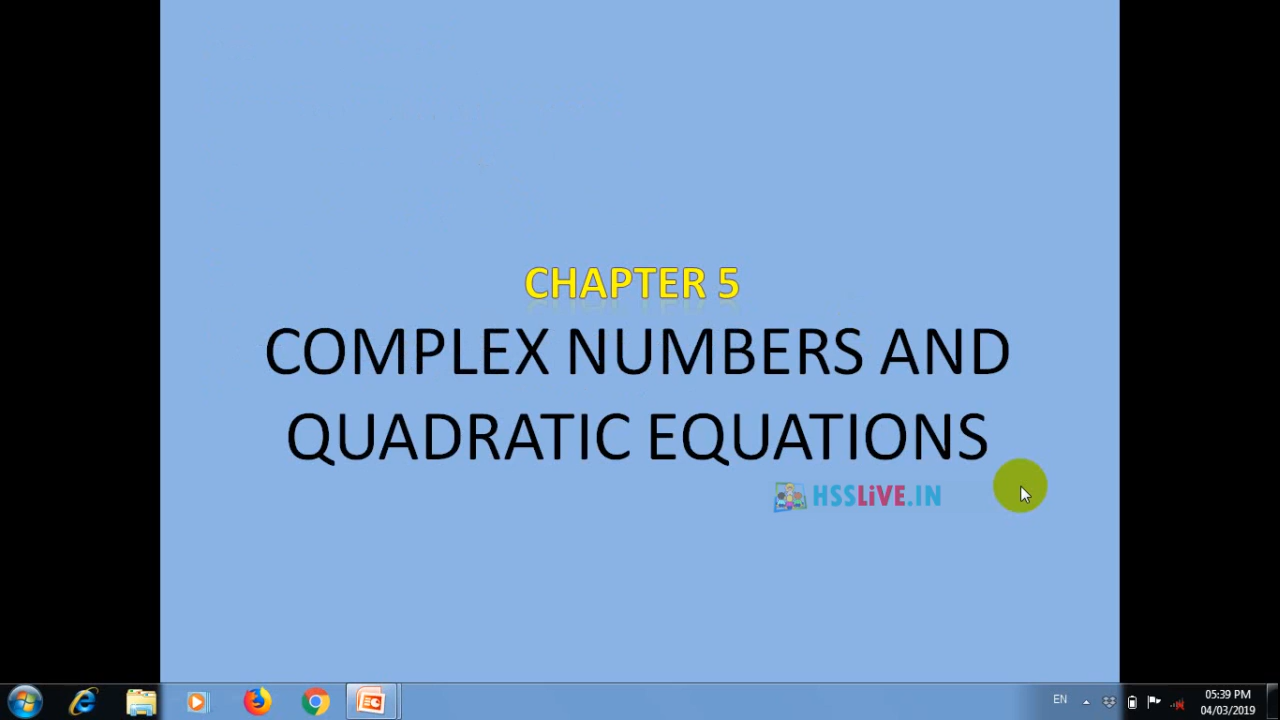 CHAPTER 5
COMPLEX NUMBERS AND
QUADRATIC EQUATIONS
HSSLiVE.IN
EN
05:39 PM
04/03/2019